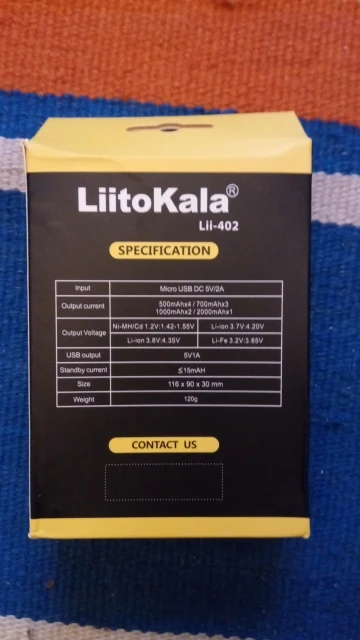 LiitoKala®
Lii-402
SPECIFICATION
Input Micro USB DC 5V/2A
Output current 500mAhx4 / 700mAhx3
1000mAhx2 / 2000mAhx1
Output Voltage Ni-MH/Cd 1.2V:1.42-1.55V Li-ion 3.7V:4.20V
Li-ion 3.8V:4.35V Li-Fe 3.2V:3.65V
USB output 5V1A
Standby current ≦15mAH
Size 116 x 90 x 30 mm
Weight 120g
CONTACT US